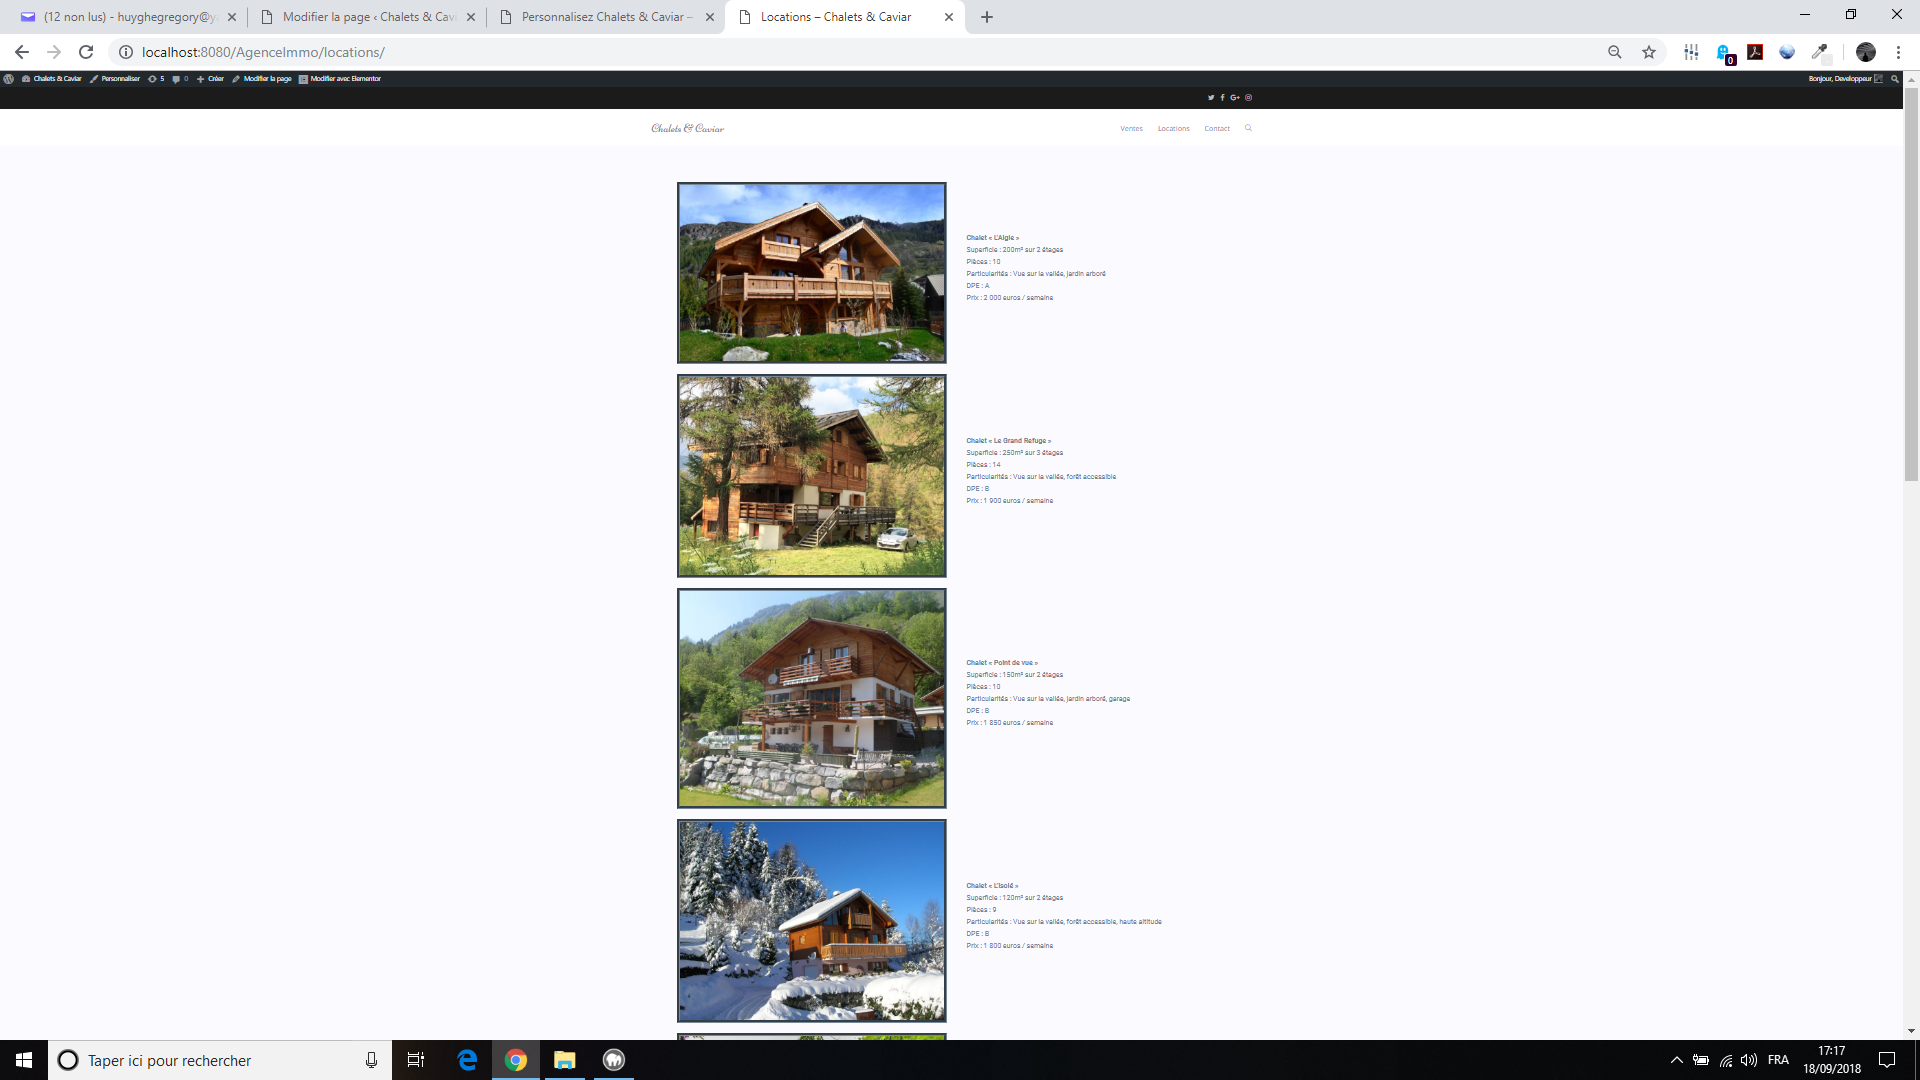 (12 non lus) - huyghegregory@y
Modifier la page ‹ Chalets & Cavi
Personnalisez Chalets & Caviar –
Locations – Chalets & Caviar
localhost:8080/AgenceImmo/locations/
0
Chalets & Caviar
Personnaliser
5
0
Créer
Modifier la page
Modifier avec Elementor
Bonjour, Developpeur
Chalets & Caviar
Ventes
Locations
Contact
Chalet « L'Aigle »
Superficie : 200m² sur 2 étages
Pièces : 10
Particularités : Vue sur la vallée, jardin arboré
DPE : A
Prix : 2 000 euros / semaine
Chalet « Le Grand Refuge »
Superficie : 250m² sur 3 étages
Pièces : 14
Particularités : Vue sur la vallée, forêt accessible
DPE : B
Prix : 1 900 euros / semaine
Chalet « Point de vue »
Superficie : 150m² sur 2 étages
Pièces : 10
Particularités : Vue sur la vallée, jardin arboré, garage
DPE : B
Prix : 1 850 euros / semaine
Chalet « L'Isolé »
Superficie : 120m² sur 2 étages
Pièces : 9
Particularités : Vue sur la vallée, forêt accessible, haute altitude
DPE : B
Prix : 1 800 euros / semaine
Taper ici pour rechercher
FRA
17:17
18/09/2018